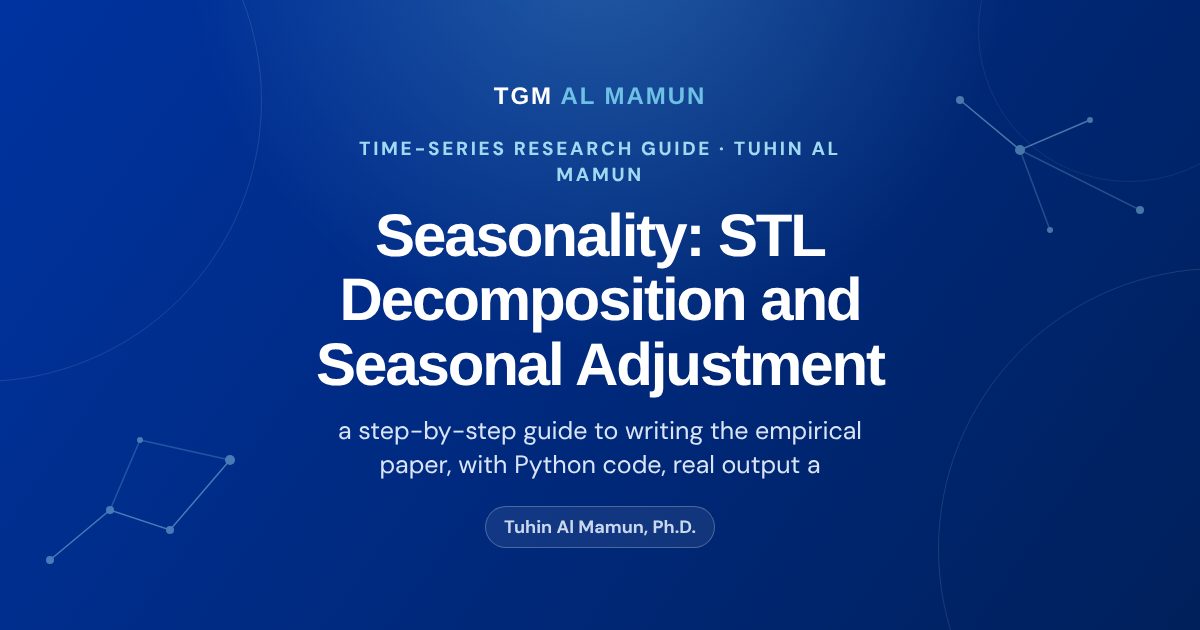 TGM AL MAMUN
TIME-SERIES RESEARCH GUIDE · TUHIN AL
MAMUN
Seasonality: STL
Decomposition and
Seasonal Adjustment
a step-by-step guide to writing the empirical
paper, with Python code, real output a
Tuhin Al Mamun, Ph.D.